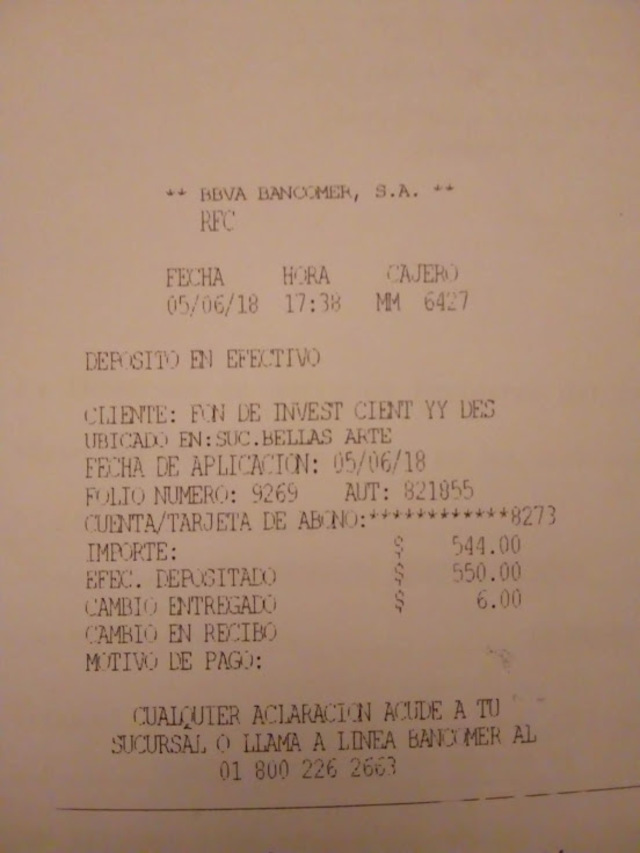 ** BBVA BANCOMER, S.A. **
RFC
FECHA HORA CAJERO
05/06/18 17:38 MM 6427
DEPOSITO EN EFECTIVO
CLIENTE: FON DE INVEST CIENT YY DES
UBICADO EN:SUC.BELLAS ARTE
FECHA DE APLICACION: 05/06/18
FOLIO NUMERO: 9269 AUT: 821855
CUENTA/TARJETA DE ABONO:************8273
IMPORTE: $ 544.00
EFEC. DEPOSITADO $ 550.00
CAMBIO ENTREGADO $ 6.00
CAMBIO EN RECIBO
MOTIVO DE PAGO:
CUALQUIER ACLARACION ACUDE A TU
SUCURSAL O LLAMA A LINEA BANCOMER AL
01 800 226 2663